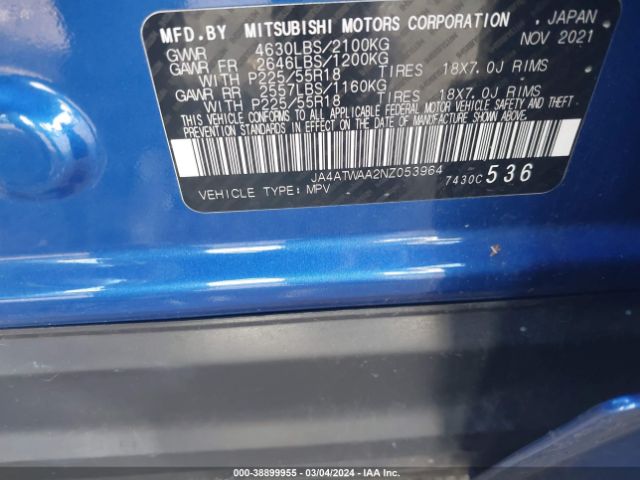 MFD.BY MITSUBISHI MOTORS CORPORATION , JAPAN
GVWR 4630LBS/2100KG NOV 2021
GAWR FR 2646LBS/1200KG
WITH P225/55R18 TIRES 18X7.0J RIMS
GAWR RR 2557LBS/1160KG
WITH P225/55R18 TIRES 18X7.0J RIMS
THIS VEHICLE CONFORMS TO ALL APPLICABLE FEDERAL MOTOR VEHICLE SAFETY AND THEFT
PREVENTION STANDARDS IN EFFECT ON THE DATE OF MANUFACTURE SHOWN ABOVE.
JA4ATWAA2NZ053964
VEHICLE TYPE: MPV 7430C 536
000-38899955 - 03/04/2024 - IAAI.COM